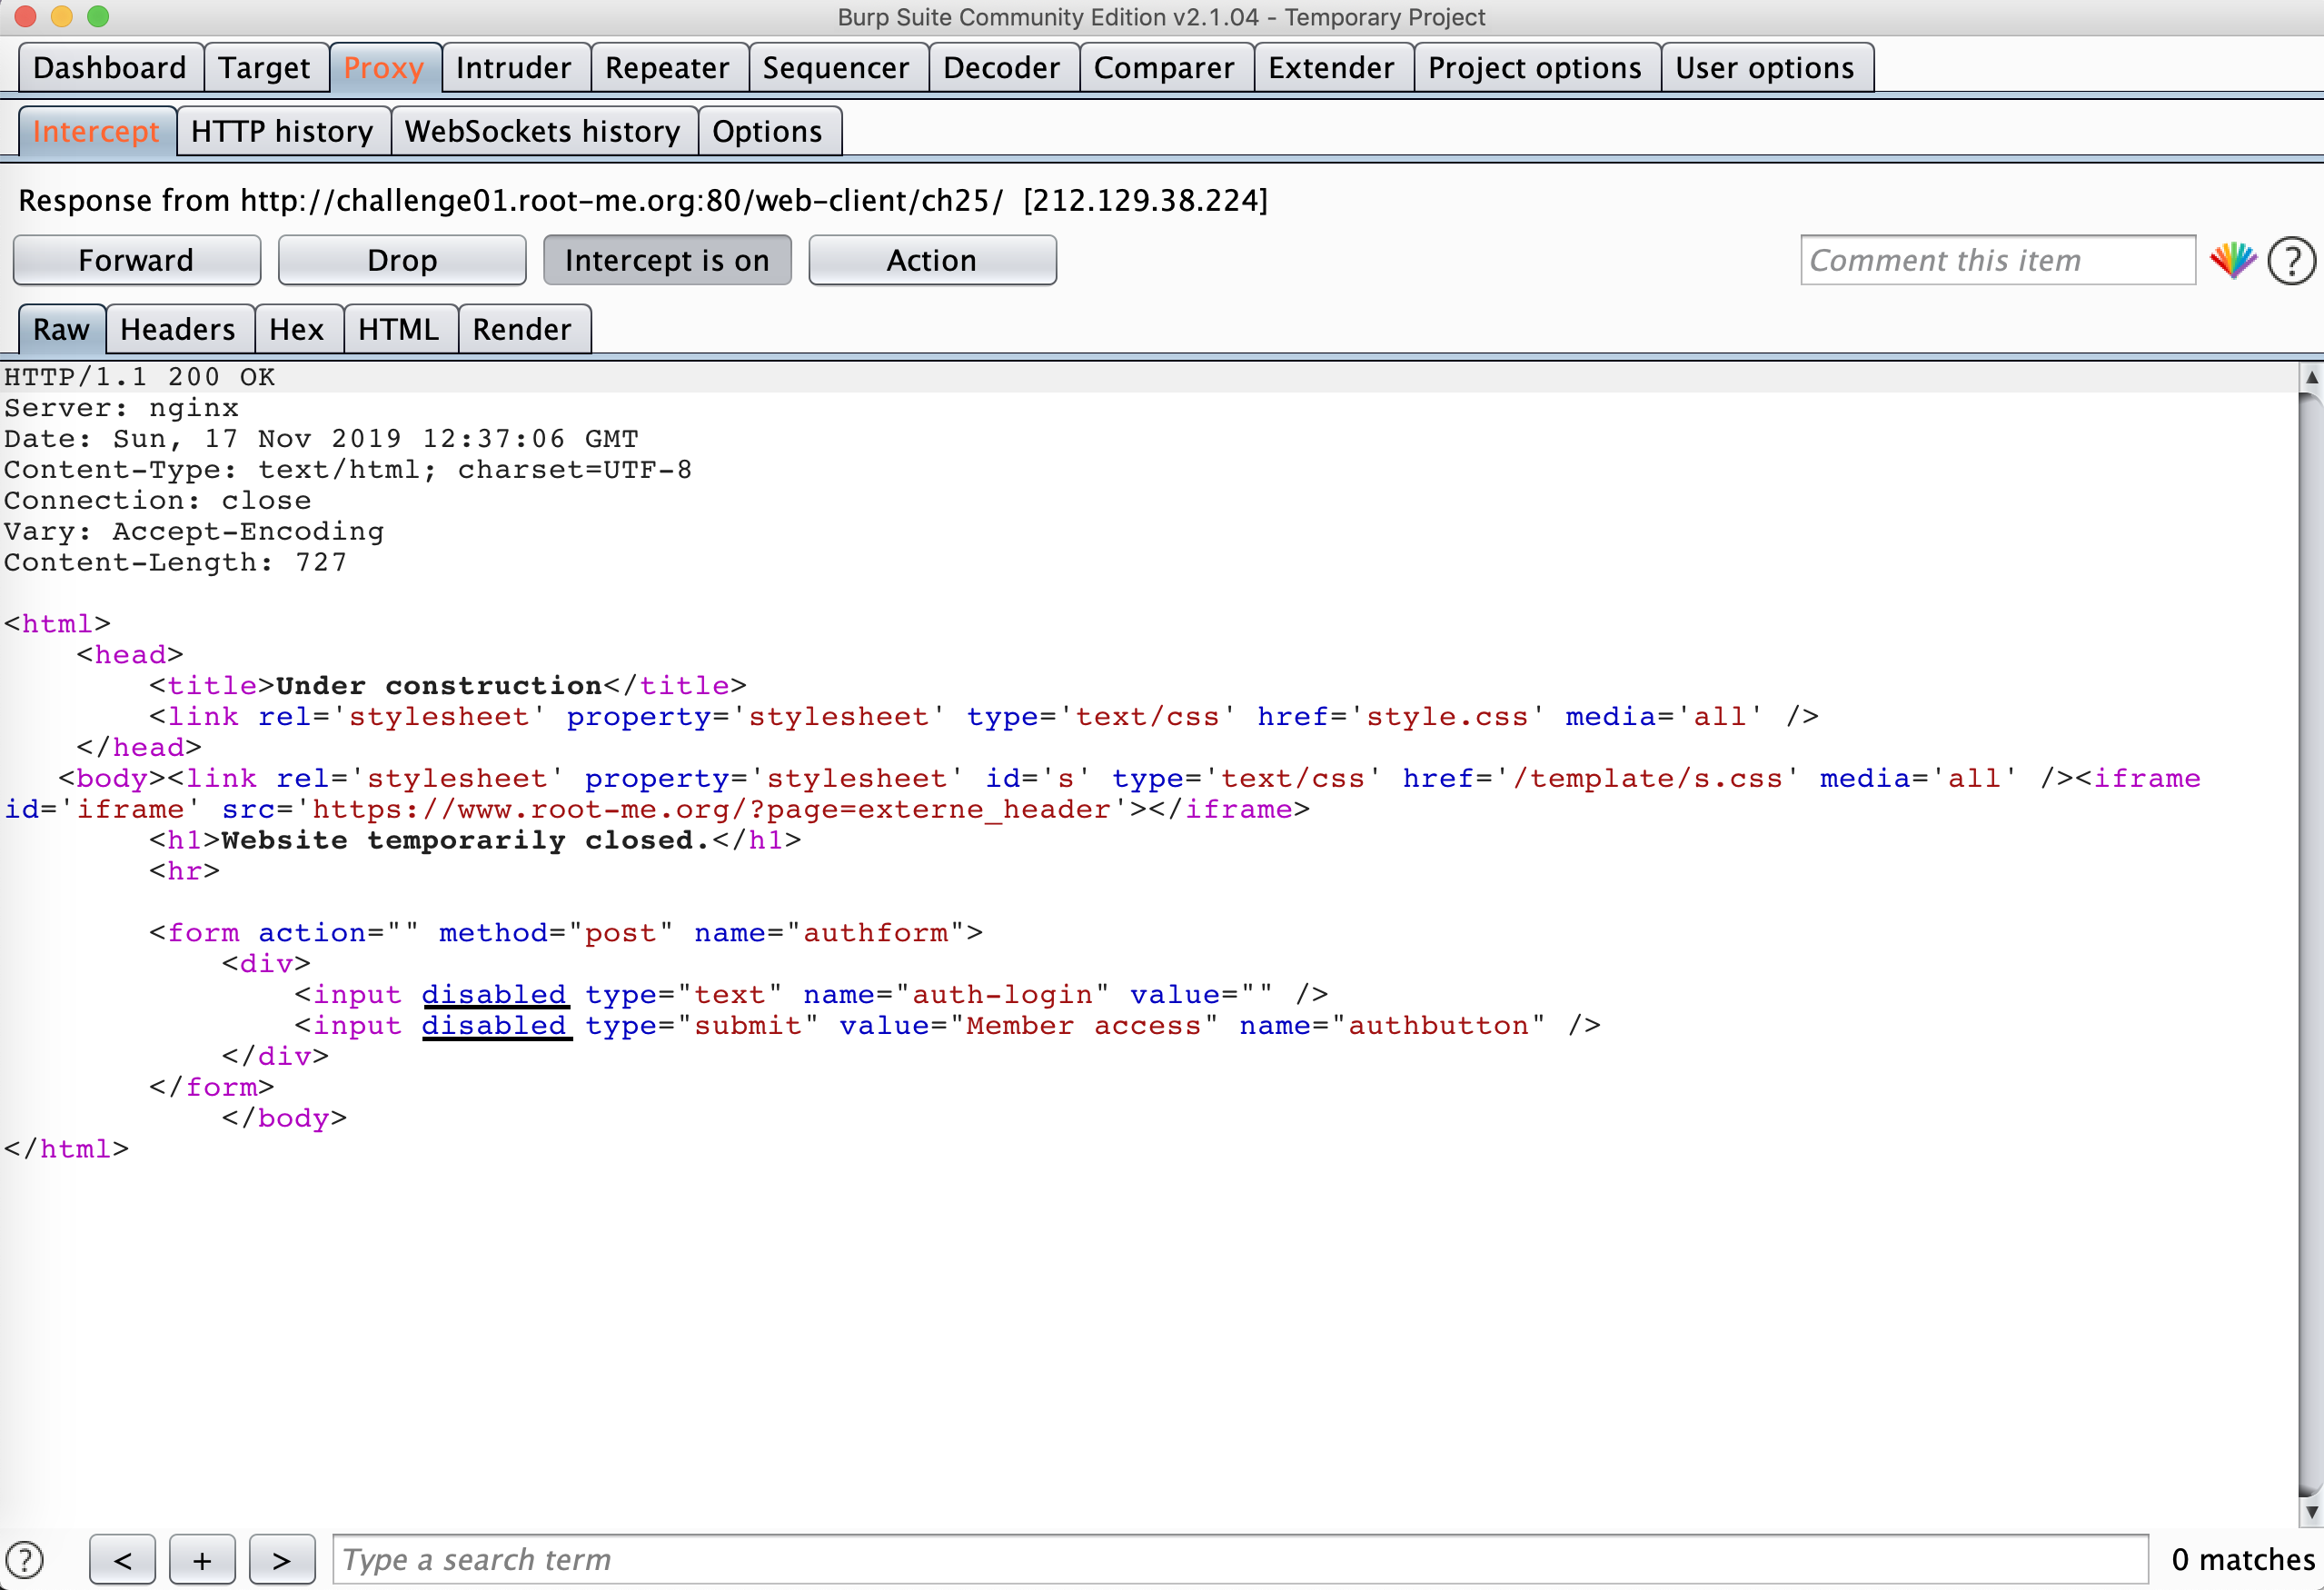 Burp Suite Community Edition v2.1.04 - Temporary Project
Dashboard Target Proxy Intruder Repeater Sequencer Decoder Comparer Extender Project options User options
Intercept HTTP history WebSockets history Options
Response from http://challenge01.root-me.org:80/web-client/ch25/ [212.129.38.224]
Forward Drop Intercept is on Action Comment this item ?
Raw Headers Hex HTML Render
HTTP/1.1 200 OK
Server: nginx
Date: Sun, 17 Nov 2019 12:37:06 GMT
Content-Type: text/html; charset=UTF-8
Connection: close
Vary: Accept-Encoding
Content-Length: 727
<html>
<head>
<title>Under construction</title>
<link rel='stylesheet' property='stylesheet' type='text/css' href='style.css' media='all' />
</head>
<body><link rel='stylesheet' property='stylesheet' id='s' type='text/css' href='/template/s.css' media='all' /><iframe
id='iframe' src='https://www.root-me.org/?page=externe_header'></iframe>
<h1>Website temporarily closed.</h1>
<hr>
<form action="" method="post" name="authform">
<div>
<input disabled type="text" name="auth-login" value="" />
<input disabled type="submit" value="Member access" name="authbutton" />
</div>
</form>
</body>
</html>
? < + > Type a search term 0 matches